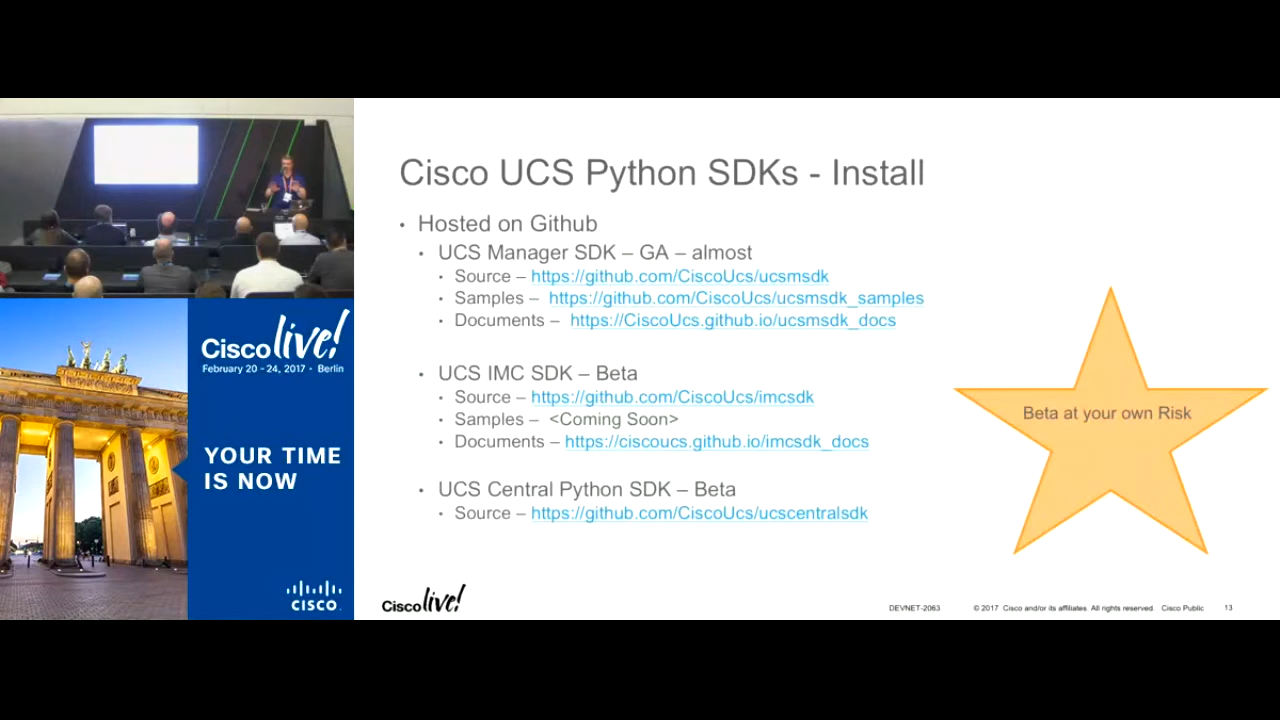 Cisco live!
February 20 - 24, 2017 · Berlin
YOUR TIME
IS NOW
CISCO
Cisco UCS Python SDKs - Install
• Hosted on Github
• UCS Manager SDK – GA – almost
• Source – https://github.com/CiscoUcs/ucsmsdk
• Samples – https://github.com/CiscoUcs/ucsmsdk_samples
• Documents – https://CiscoUcs.github.io/ucsmsdk_docs
• UCS IMC SDK – Beta
• Source – https://github.com/CiscoUcs/imcsdk
• Samples – <Coming Soon>
• Documents – https://ciscoucs.github.io/imcsdk_docs
• UCS Central Python SDK – Beta
• Source – https://github.com/CiscoUcs/ucscentralsdk
Beta at your own Risk
Cisco live!
DEVNET-2063 © 2017 Cisco and/or its affiliates. All rights reserved. Cisco Public 13